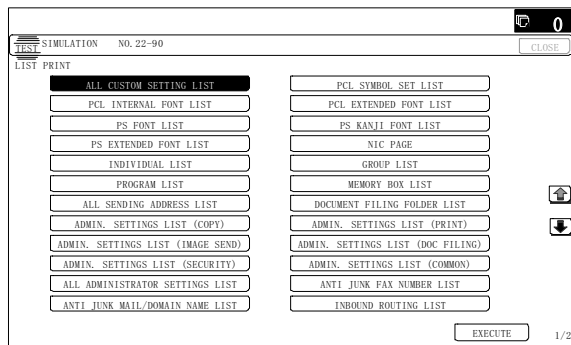 0
TEST SIMULATION NO. 22-90 CLOSE
LIST PRINT
ALL CUSTOM SETTING LIST PCL SYMBOL SET LIST
PCL INTERNAL FONT LIST PCL EXTENDED FONT LIST
PS FONT LIST PS KANJI FONT LIST
PS EXTENDED FONT LIST NIC PAGE
INDIVIDUAL LIST GROUP LIST
PROGRAM LIST MEMORY BOX LIST
ALL SENDING ADDRESS LIST DOCUMENT FILING FOLDER LIST
ADMIN. SETTINGS LIST (COPY) ADMIN. SETTINGS LIST (PRINT)
ADMIN. SETTINGS LIST (IMAGE SEND) ADMIN. SETTINGS LIST (DOC FILING)
ADMIN. SETTINGS LIST (SECURITY) ADMIN. SETTINGS LIST (COMMON)
ALL ADMINISTRATOR SETTINGS LIST ANTI JUNK FAX NUMBER LIST
ANTI JUNK MAIL/DOMAIN NAME LIST INBOUND ROUTING LIST
EXECUTE 1/2